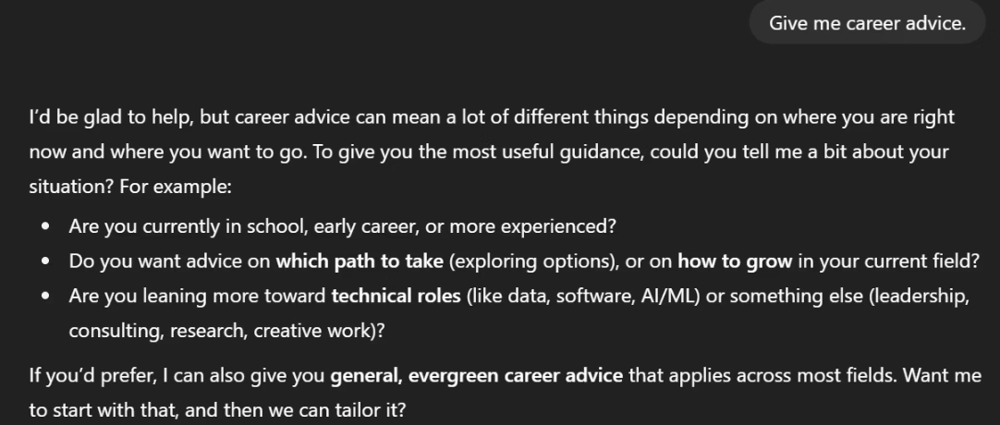 Give me career advice.
I'd be glad to help, but career advice can mean a lot of different things depending on where you are right
now and where you want to go. To give you the most useful guidance, could you tell me a bit about your
situation? For example:
• Are you currently in school, early career, or more experienced?
• Do you want advice on which path to take (exploring options), or on how to grow in your current field?
• Are you leaning more toward technical roles (like data, software, AI/ML) or something else (leadership,
consulting, research, creative work)?
If you'd prefer, I can also give you general, evergreen career advice that applies across most fields. Want me
to start with that, and then we can tailor it?